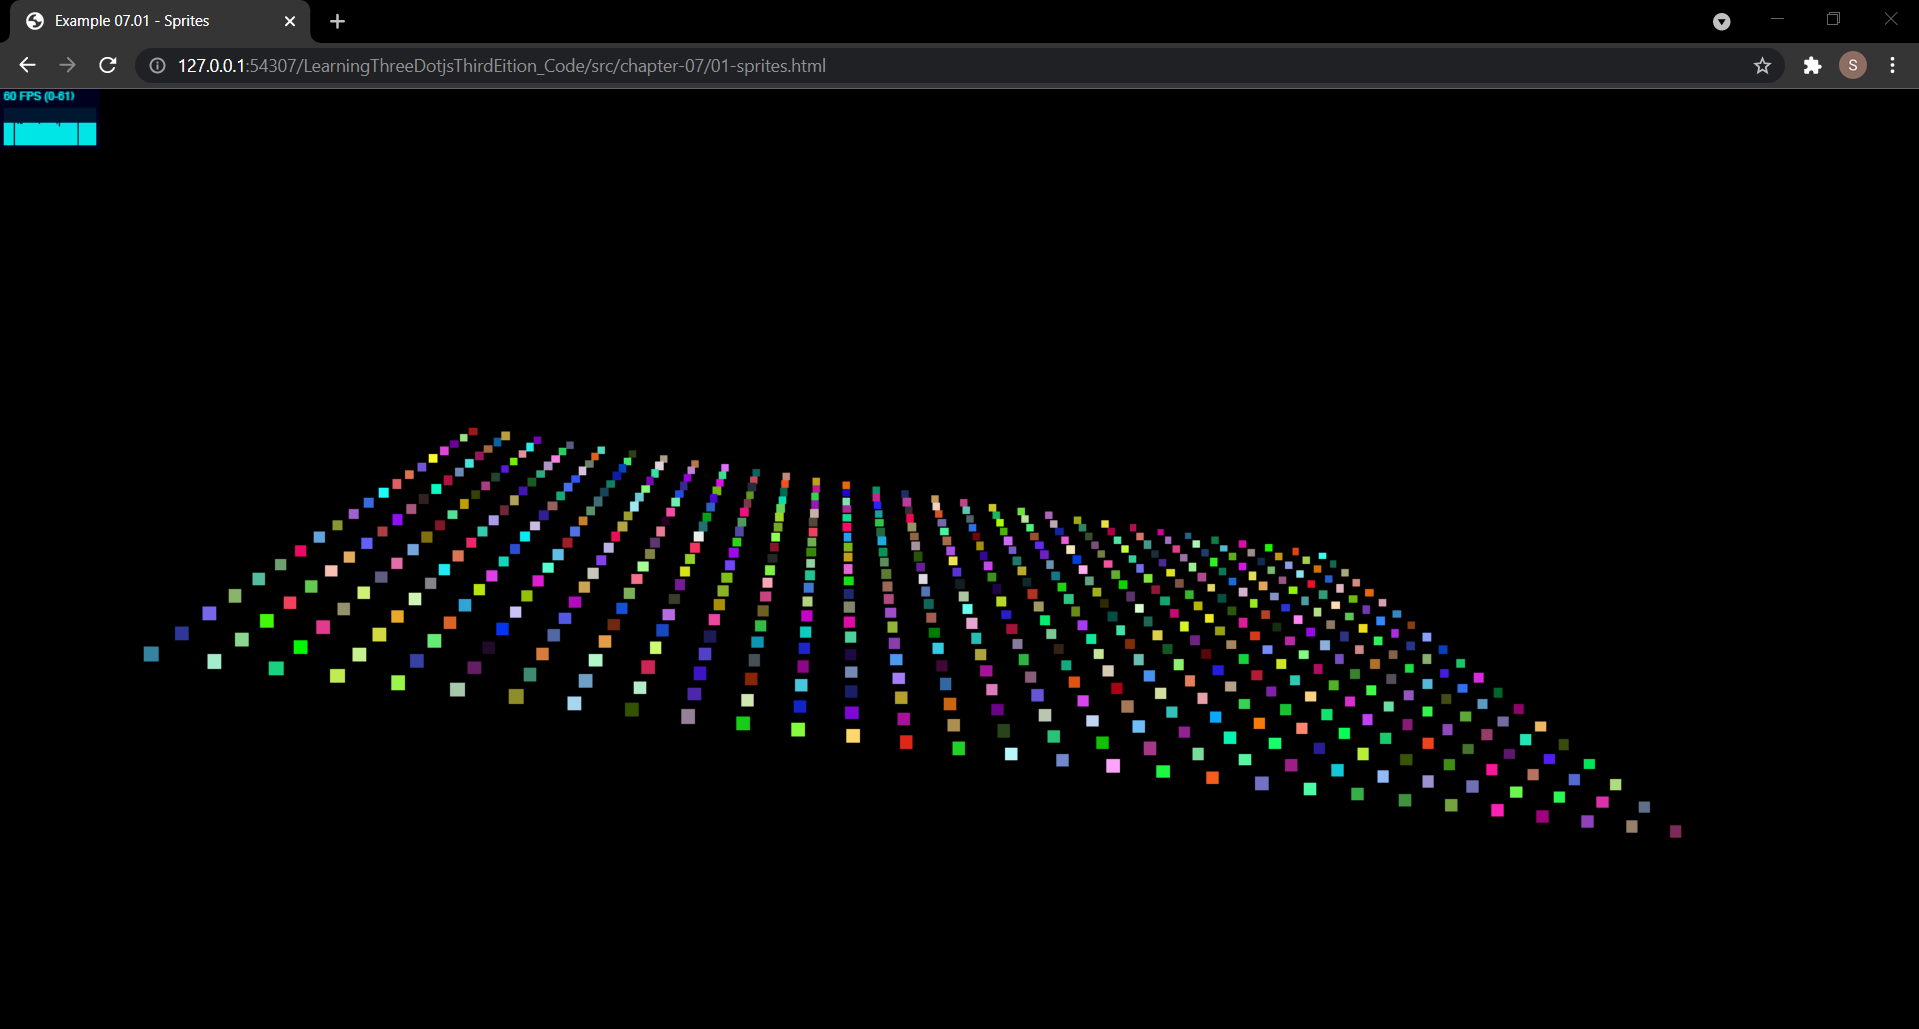 Example 07.01 - Sprites
127.0.0.1:54307/LearningThreeDotjsThirdEition_Code/src/chapter-07/01-sprites.html
S
60 FPS (0-61)